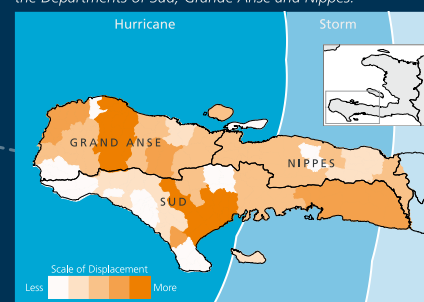 the Departments of Sud, Grande Anse and Nippes.
Hurricane
Storm
GRAND ANSE
NIPPES
SUD
Scale of Displacement
Less
More